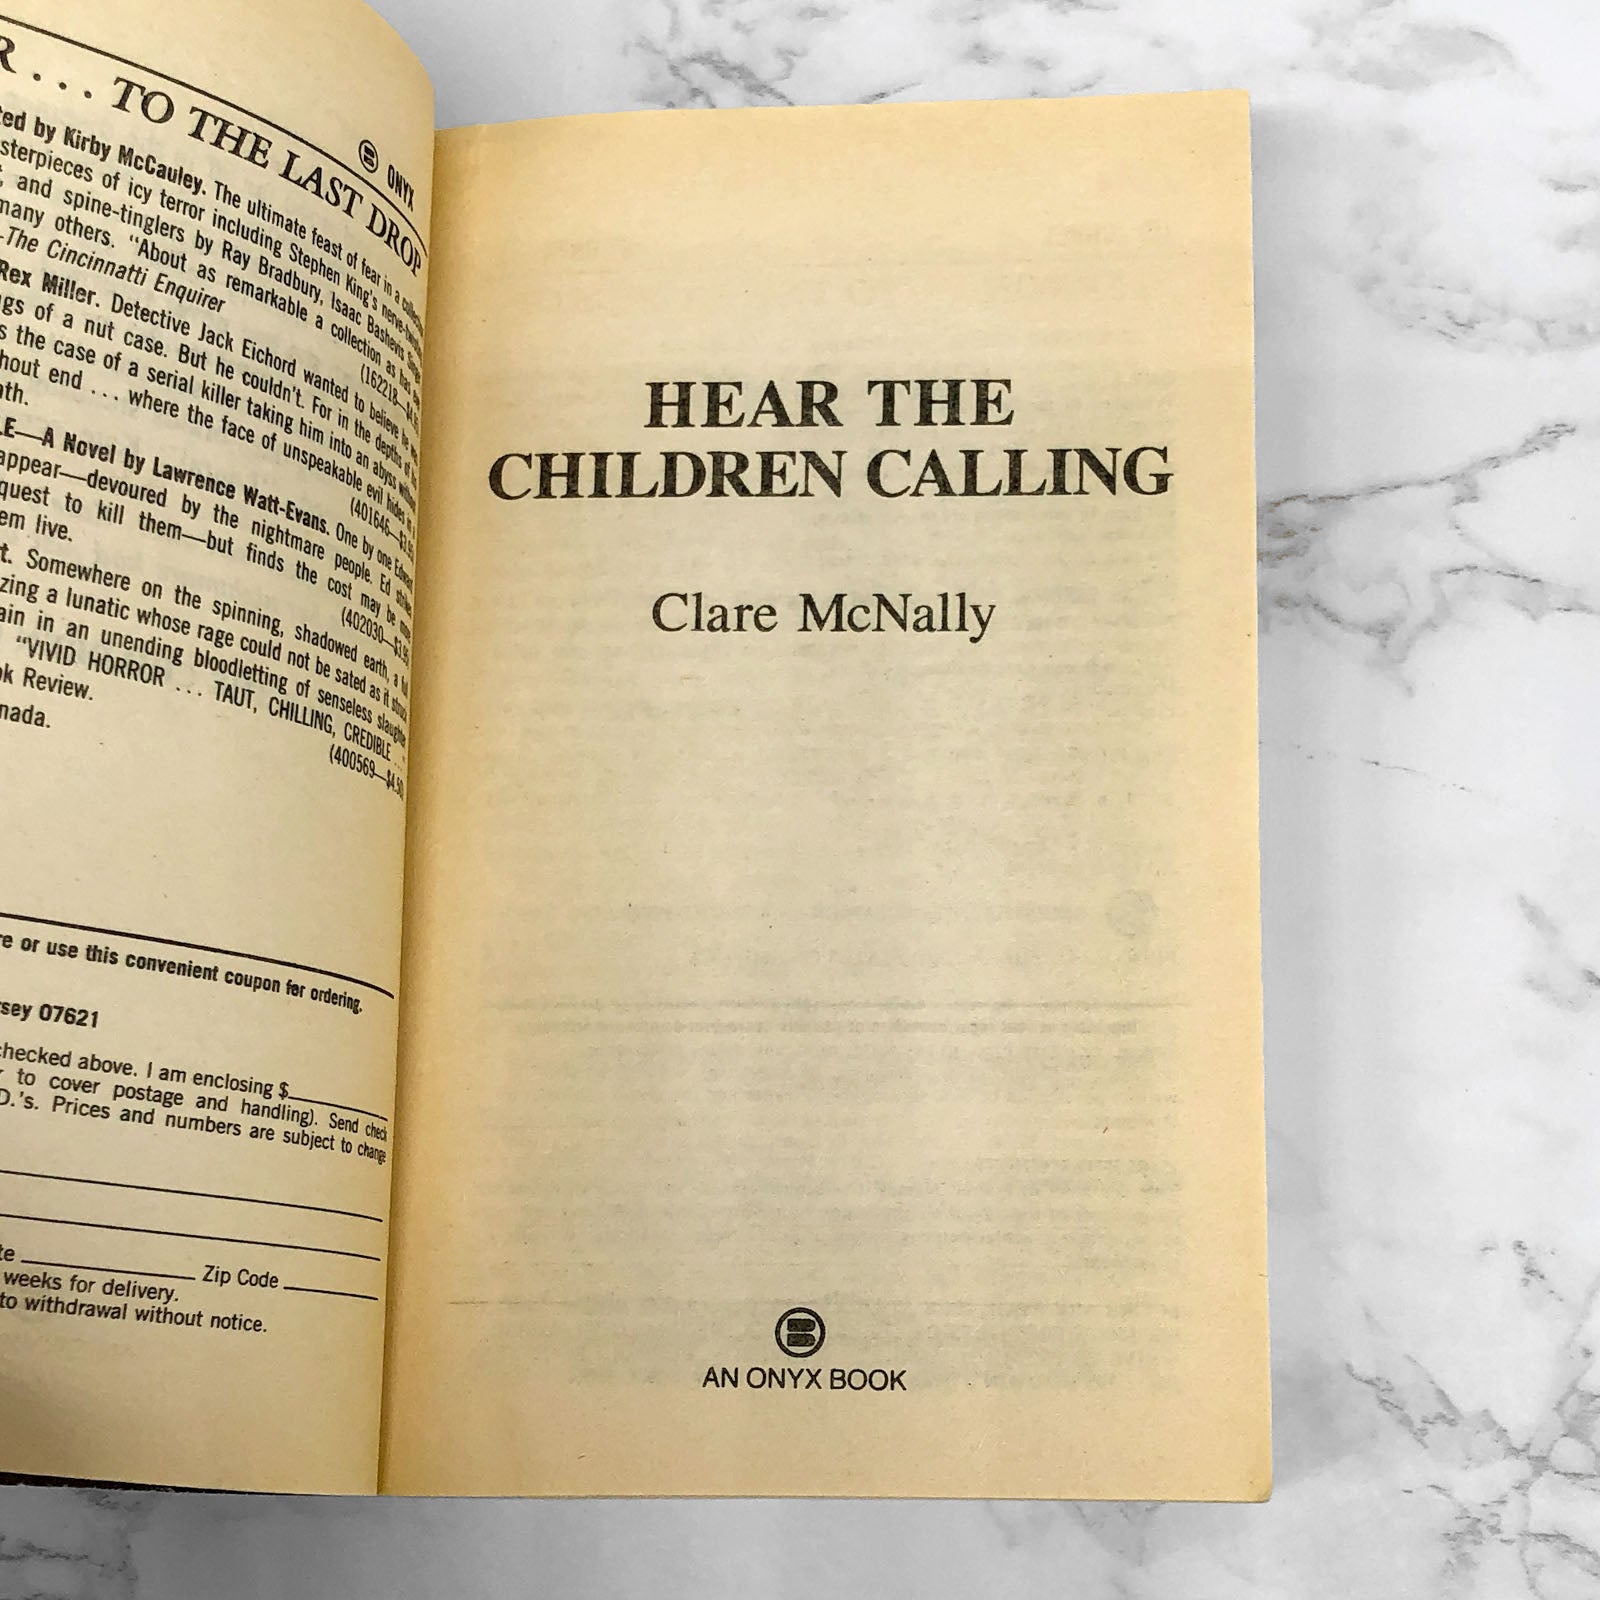 R . . . TO THE LAST DROP
ONYX
ted by Kirby McCauley. The ultimate feast of fear in a
sterpieces of icy terror including Stephen King's
and spine-tinglers by Ray Bradbury, Isaac Bashevis Singer
many others. "About as remarkable a collection as has
—The Cincinnatti Enquirer (162218—
Rex Miller. Detective Jack Eichord wanted to believe he was
gs of a nut case. But he couldn't. For in the depths of
s the case of a serial killer taking him into an abyss
hout end . . . where the face of unspeakable evil hides
ath. (401646—$3.95)
LE—A Novel by Lawrence Watt-Evans. One by one
appear—devoured by the nightmare people. Ed
quest to kill them—but finds the cost may be
em live. (402030—$3.95)
t. Somewhere on the spinning, shadowed earth, a
zing a lunatic whose rage could not be sated as it struck
ain in an unending bloodletting of senseless slaughter
"VIVID HORROR . . . TAUT, CHILLING, CREDIBLE . . .
k Review. (400569—$4.50)
nada.
re or use this convenient coupon for ordering.
rsey 07621
checked above. I am enclosing $
to cover postage and handling). Send check
D.'s. Prices and numbers are subject to change
te Zip Code
weeks for delivery.
to withdrawal without notice.
HEAR THE
CHILDREN CALLING
Clare McNally
AN ONYX BOOK